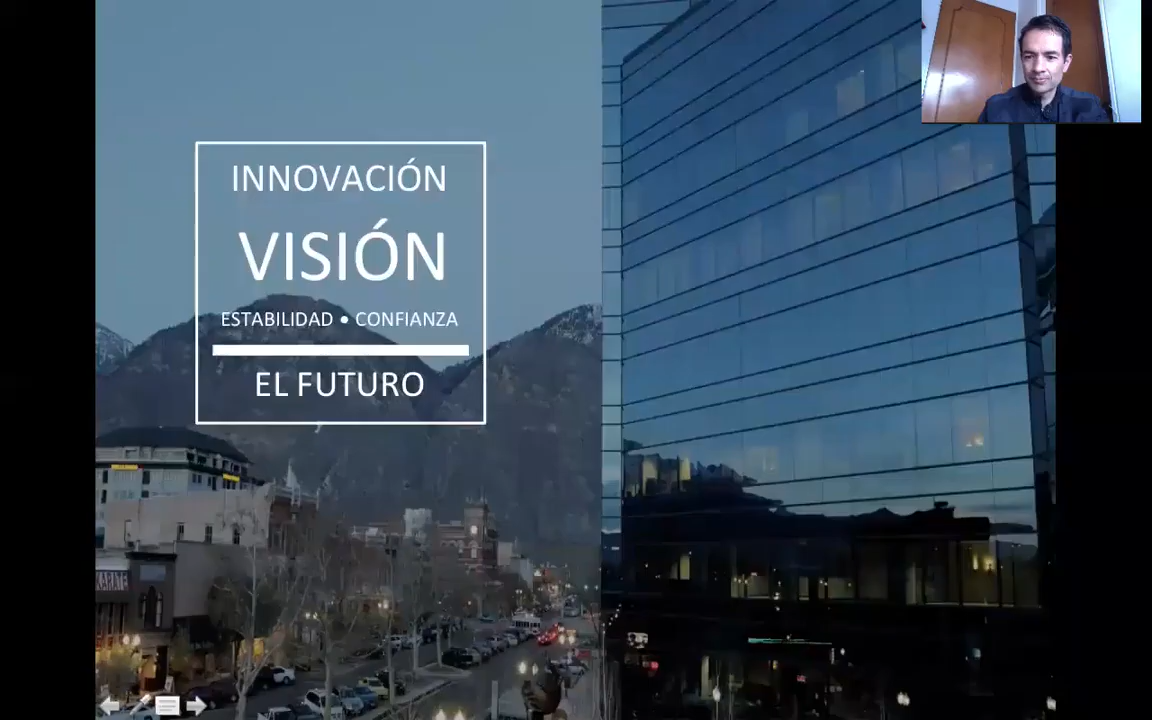 INNOVACIÓN
VISIÓN
ESTABILIDAD • CONFIANZA
EL FUTURO
KARATE